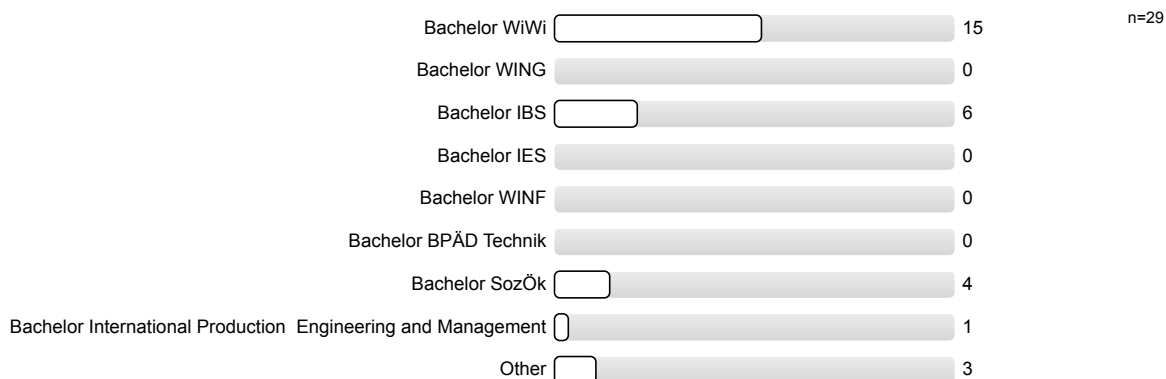 Bachelor WiWi 15 n=29
Bachelor WING 0
Bachelor IBS 6
Bachelor IES 0
Bachelor WINF 0
Bachelor BPÄD Technik 0
Bachelor SozÖk 4
Bachelor International Production Engineering and Management 1
Other 3